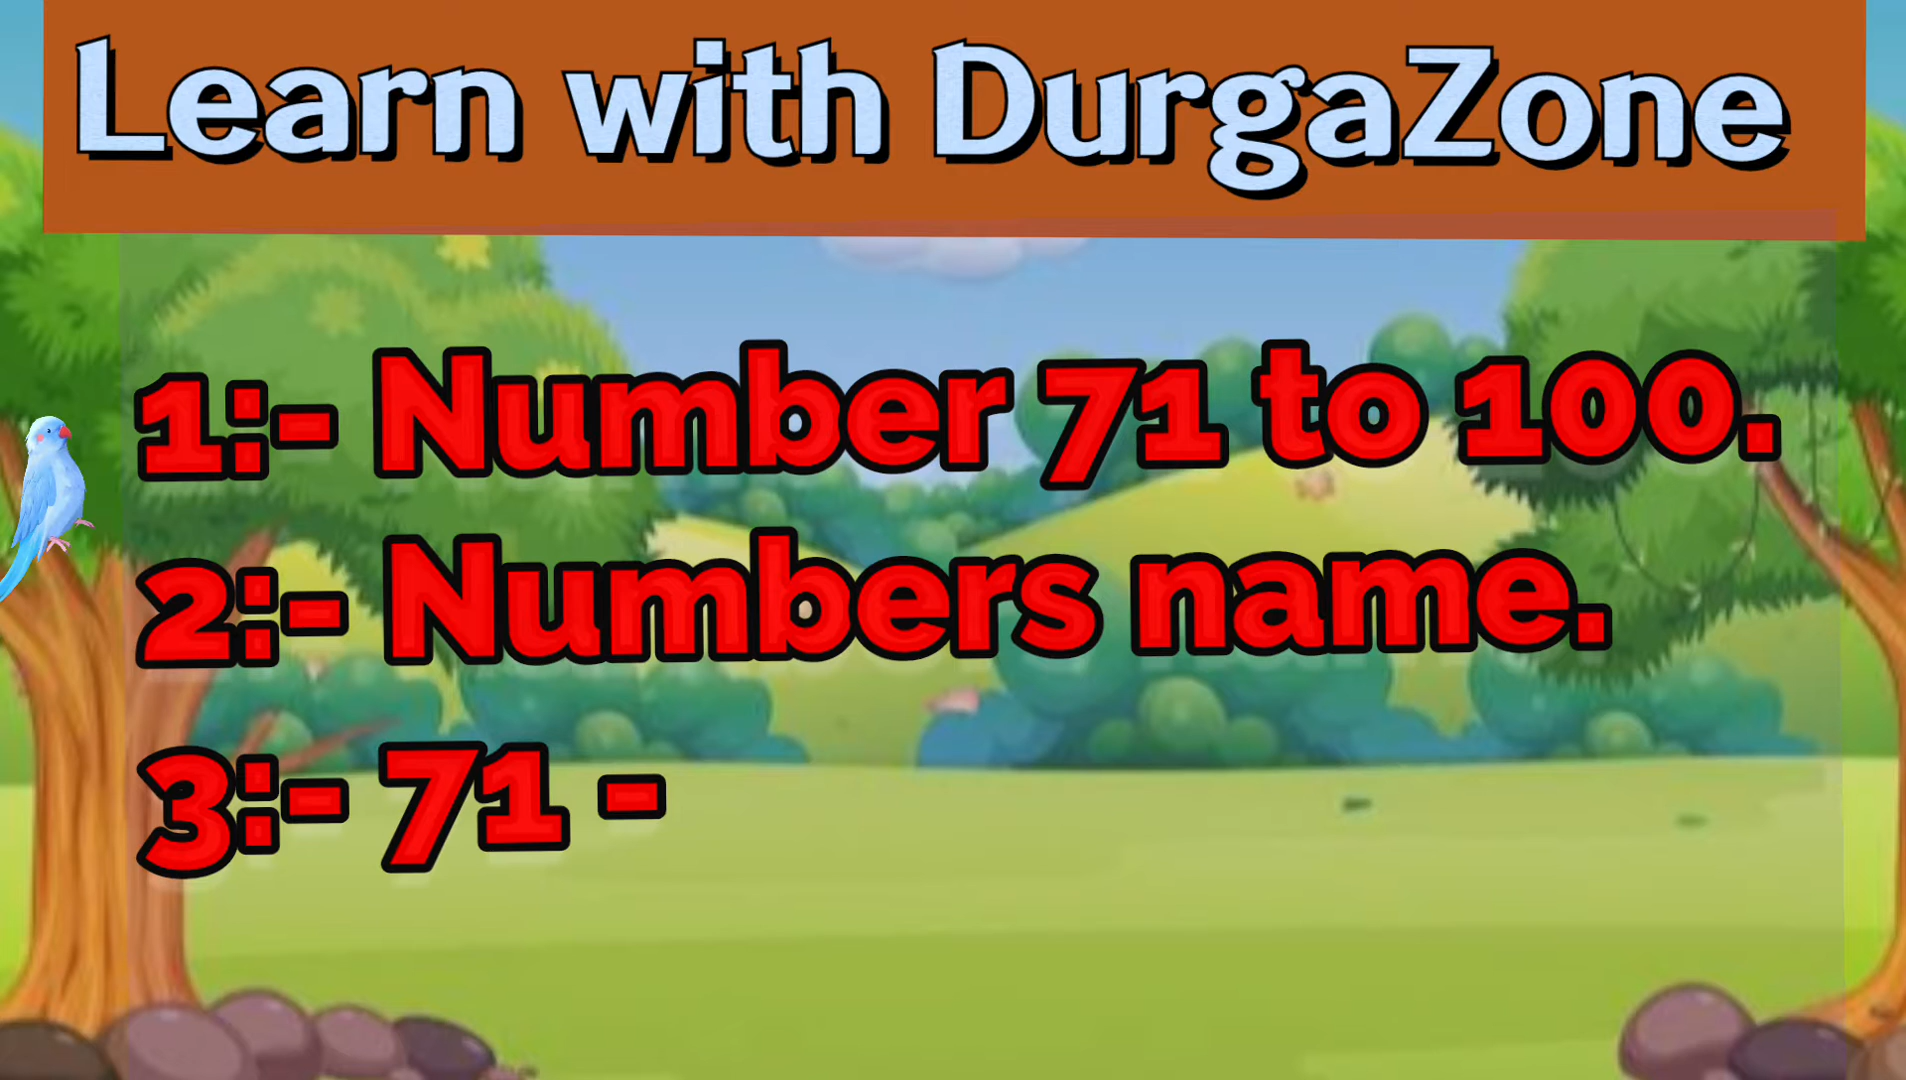 Learn with DurgaZone
1:- Number 71 to 100.
2:- Numbers name.
3:- 71 -